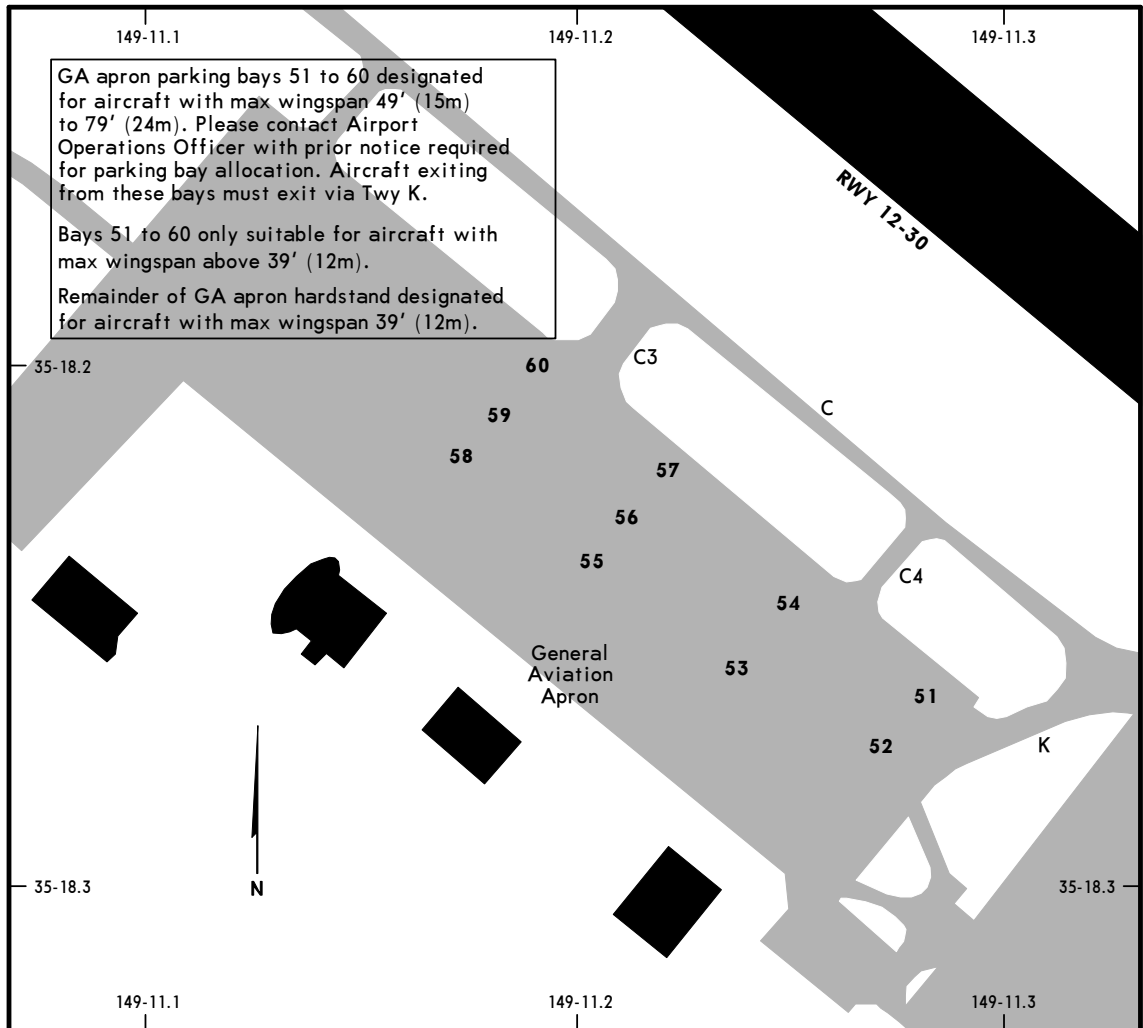 149-11.1
149-11.2
149-11.3
GA apron parking bays 51 to 60 designated
for aircraft with max wingspan 49' (15m)
to 79' (24m). Please contact Airport
Operations Officer with prior notice required
for parking bay allocation. Aircraft exiting
from these bays must exit via Twy K.
Bays 51 to 60 only suitable for aircraft with
max wingspan above 39' (12m).
Remainder of GA apron hardstand designated
for aircraft with max wingspan 39' (12m).
RWY 12-30
35-18.2
60
C3
C
59
58
57
56
55
C4
54
General
Aviation
Apron
53
51
52
K
N
35-18.3
35-18.3
149-11.1
149-11.2
149-11.3